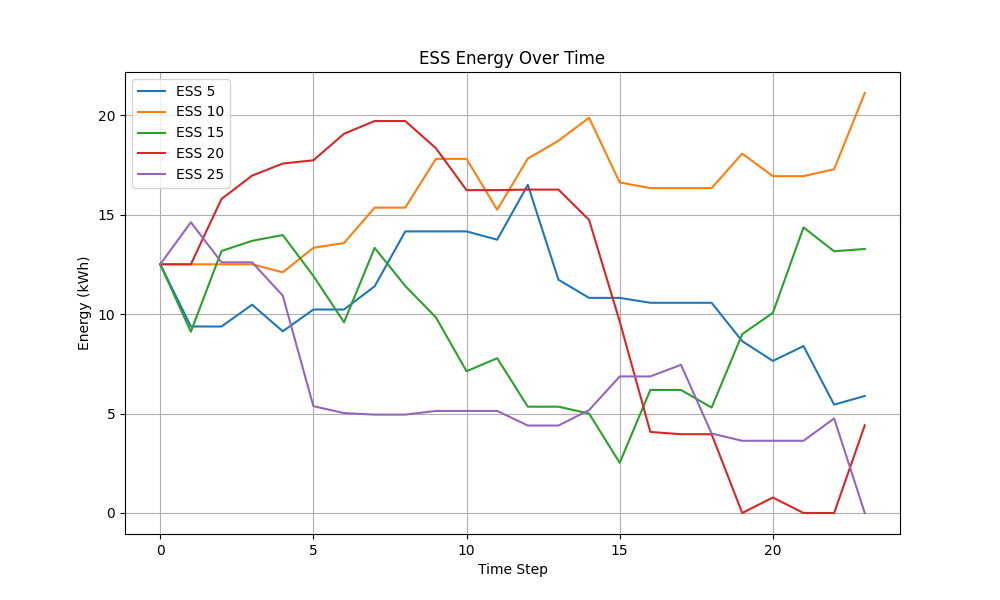 ESS Energy Over Time
ESS 5
ESS 10
ESS 15
ESS 20
ESS 25
Energy (kWh)
20
15
10
5
0
0 5 10 15 20
Time Step